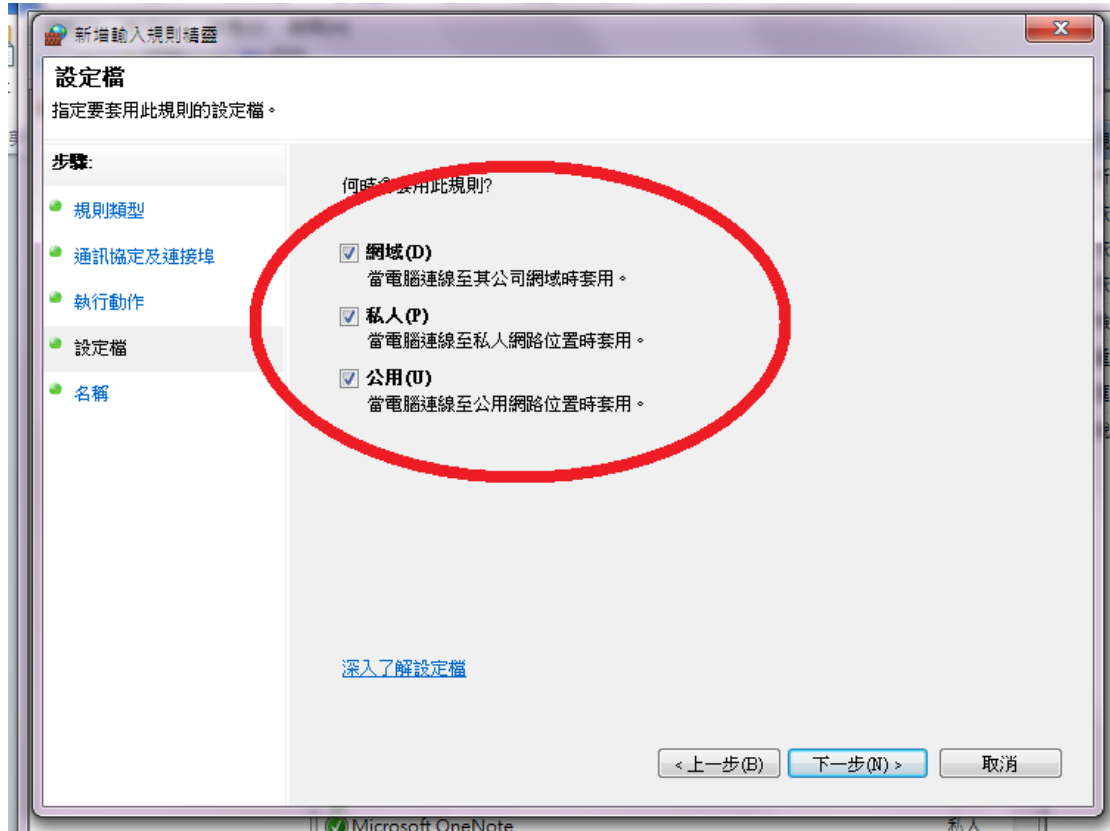 新增輸入規則精靈
設定檔
指定要套用此規則的設定檔。
步驟:
規則類型
通訊協定及連接埠
執行動作
設定檔
名稱
何時會套用此規則?
網域(D)
當電腦連線至其公司網域時套用。
私人(P)
當電腦連線至私人網路位置時套用。
公用(U)
當電腦連線至公用網路位置時套用。
深入了解設定檔
<上一步(B)
下一步(N) >
取消
Microsoft OneNote
私人